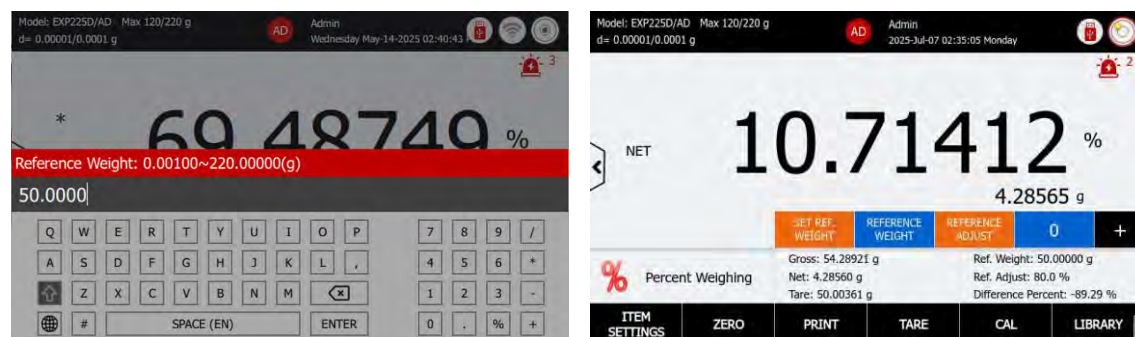 Model: EXP225D/AD Max 120/220 g
d= 0.00001/0.0001 g
AD
Admin
Wednesday May-14-2025 02:40:43
3
*
69.48749 %
Reference Weight: 0.00100~220.00000(g)
50.0000
Q W E R T Y U I O P 7 8 9 /
A S D F G H J K L , 4 5 6 *
Z X C V B N M 1 2 3 -
# SPACE (EN) ENTER 0 . % +
Model: EXP225D/AD Max 120/220 g
d= 0.00001/0.0001 g
AD
Admin
2025-Jul-07 02:35:05 Monday
2
NET
10.71412 %
4.28565 g
SET REF. WEIGHT
REFERENCE WEIGHT
REFERENCE ADJUST
0
+
% Percent Weighing
Gross: 54.28921 g
Net: 4.28560 g
Tare: 50.00361 g
Ref. Weight: 50.00000 g
Ref. Adjust: 80.0 %
Difference Percent: -89.29 %
ITEM SETTINGS
ZERO
PRINT
TARE
CAL
LIBRARY